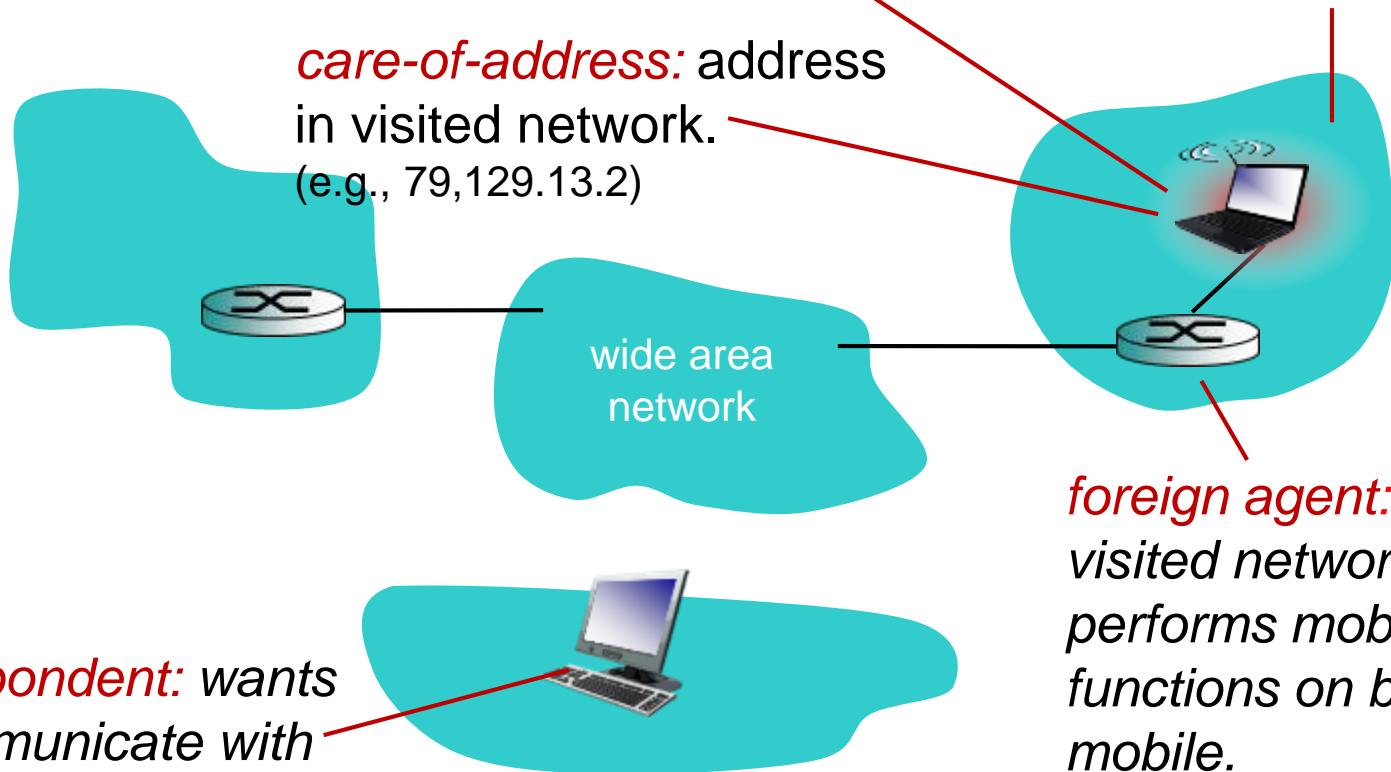 care-of-address: address
in visited network.
(e.g., 79,129.13.2)
wide area
network
foreign agent:
visited networ
performs mob
functions on b
mobile.
pondent: wants
municate with